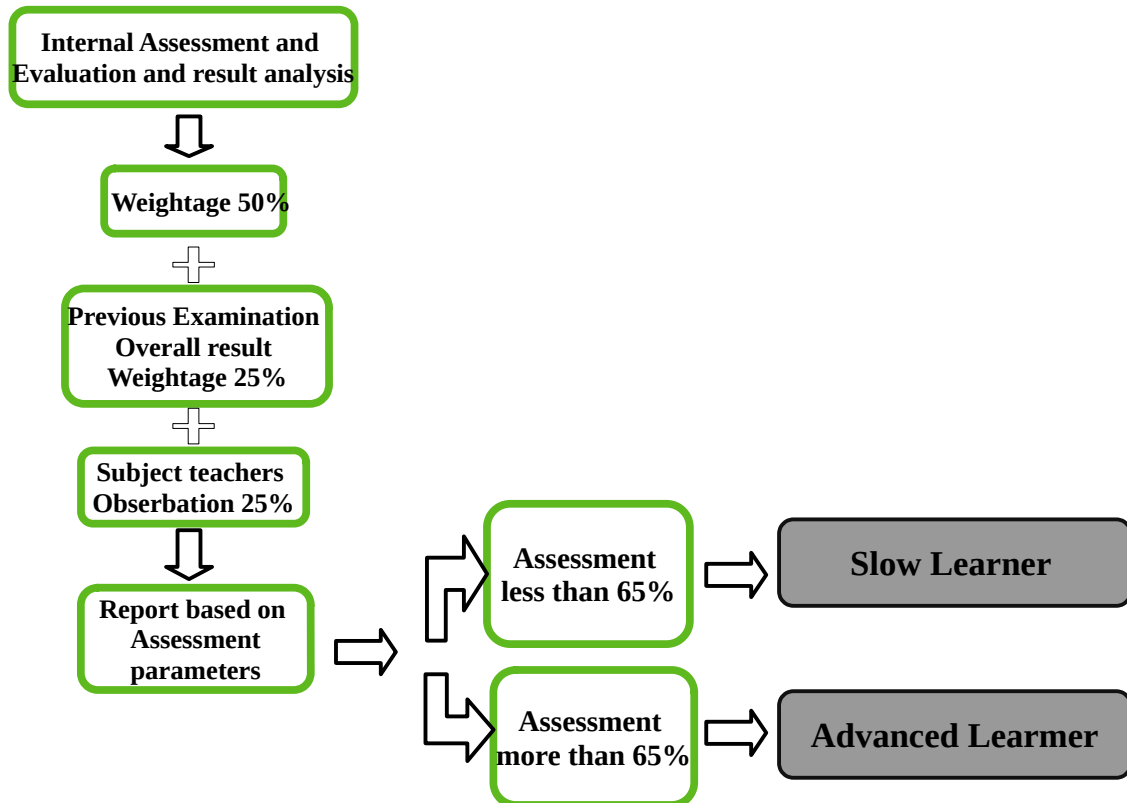 Internal Assessment and
Evaluation and result analysis
Weightage 50%
Previous Examination
Overall result
Weightage 25%
Subject teachers
Obserbation 25%
Report based on
Assessment
parameters
Assessment
less than 65%
Slow Learner
Assessment
more than 65%
Advanced Learmer